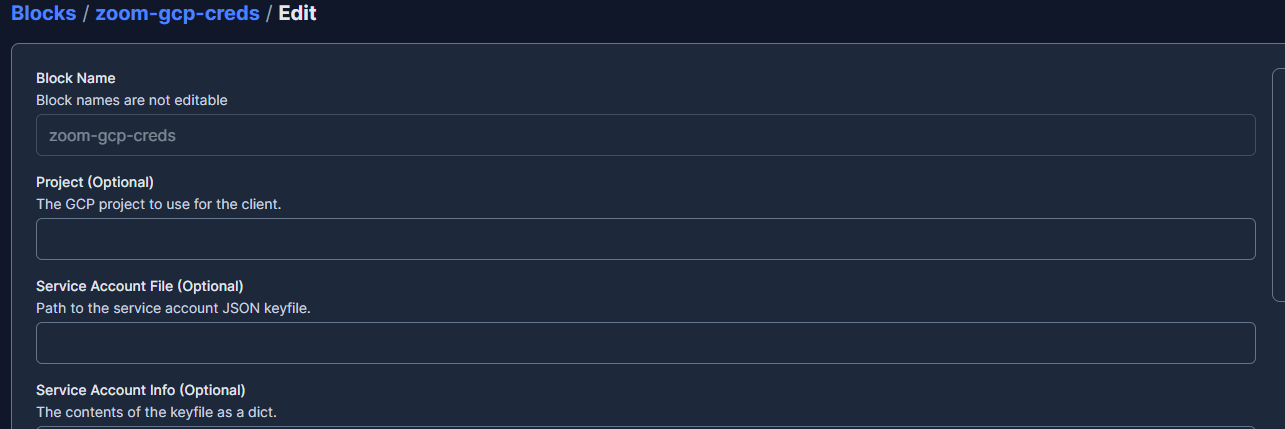 Blocks / zoom-gcp-creds / Edit
Block Name
Block names are not editable
zoom-gcp-creds
Project (Optional)
The GCP project to use for the client.
Service Account File (Optional)
Path to the service account JSON keyfile.
Service Account Info (Optional)
The contents of the keyfile as a dict.